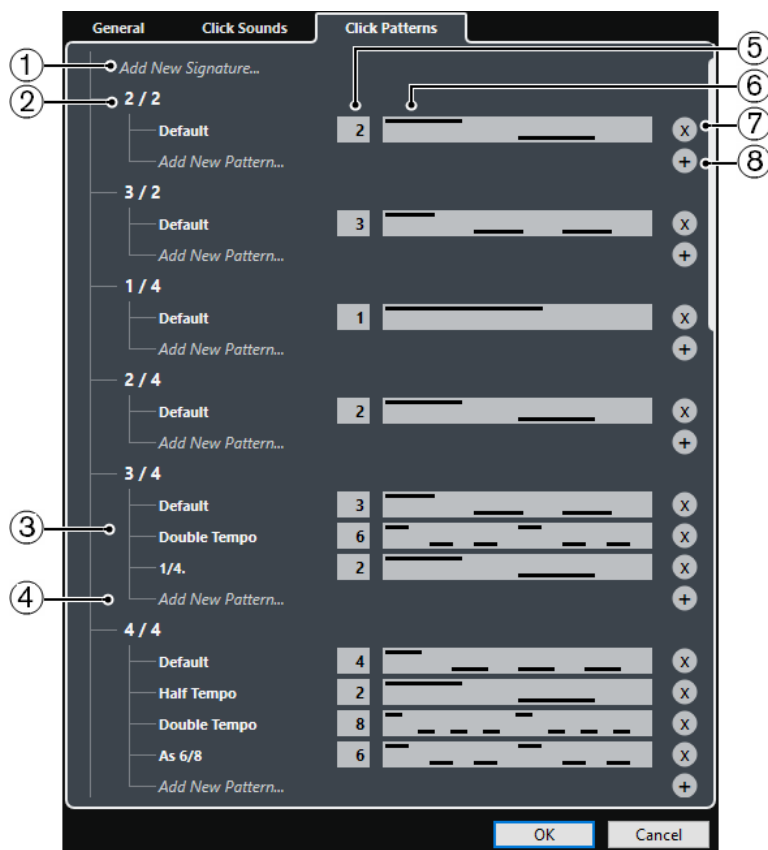 General Click Sounds Click Patterns
① Add New Signature... ⑤
② 2 / 2 ⑥
Default 2 X ⑦
Add New Pattern... + ⑧
3 / 2
Default 3 X
Add New Pattern... +
1 / 4
Default 1 X
Add New Pattern... +
2 / 4
Default 2 X
Add New Pattern... +
3 / 4
Default 3 X
③ Double Tempo 6 X
1/4. 2 X
④ Add New Pattern... +
4 / 4
Default 4 X
Half Tempo 2 X
Double Tempo 8 X
As 6/8 6 X
Add New Pattern... +
OK Cancel